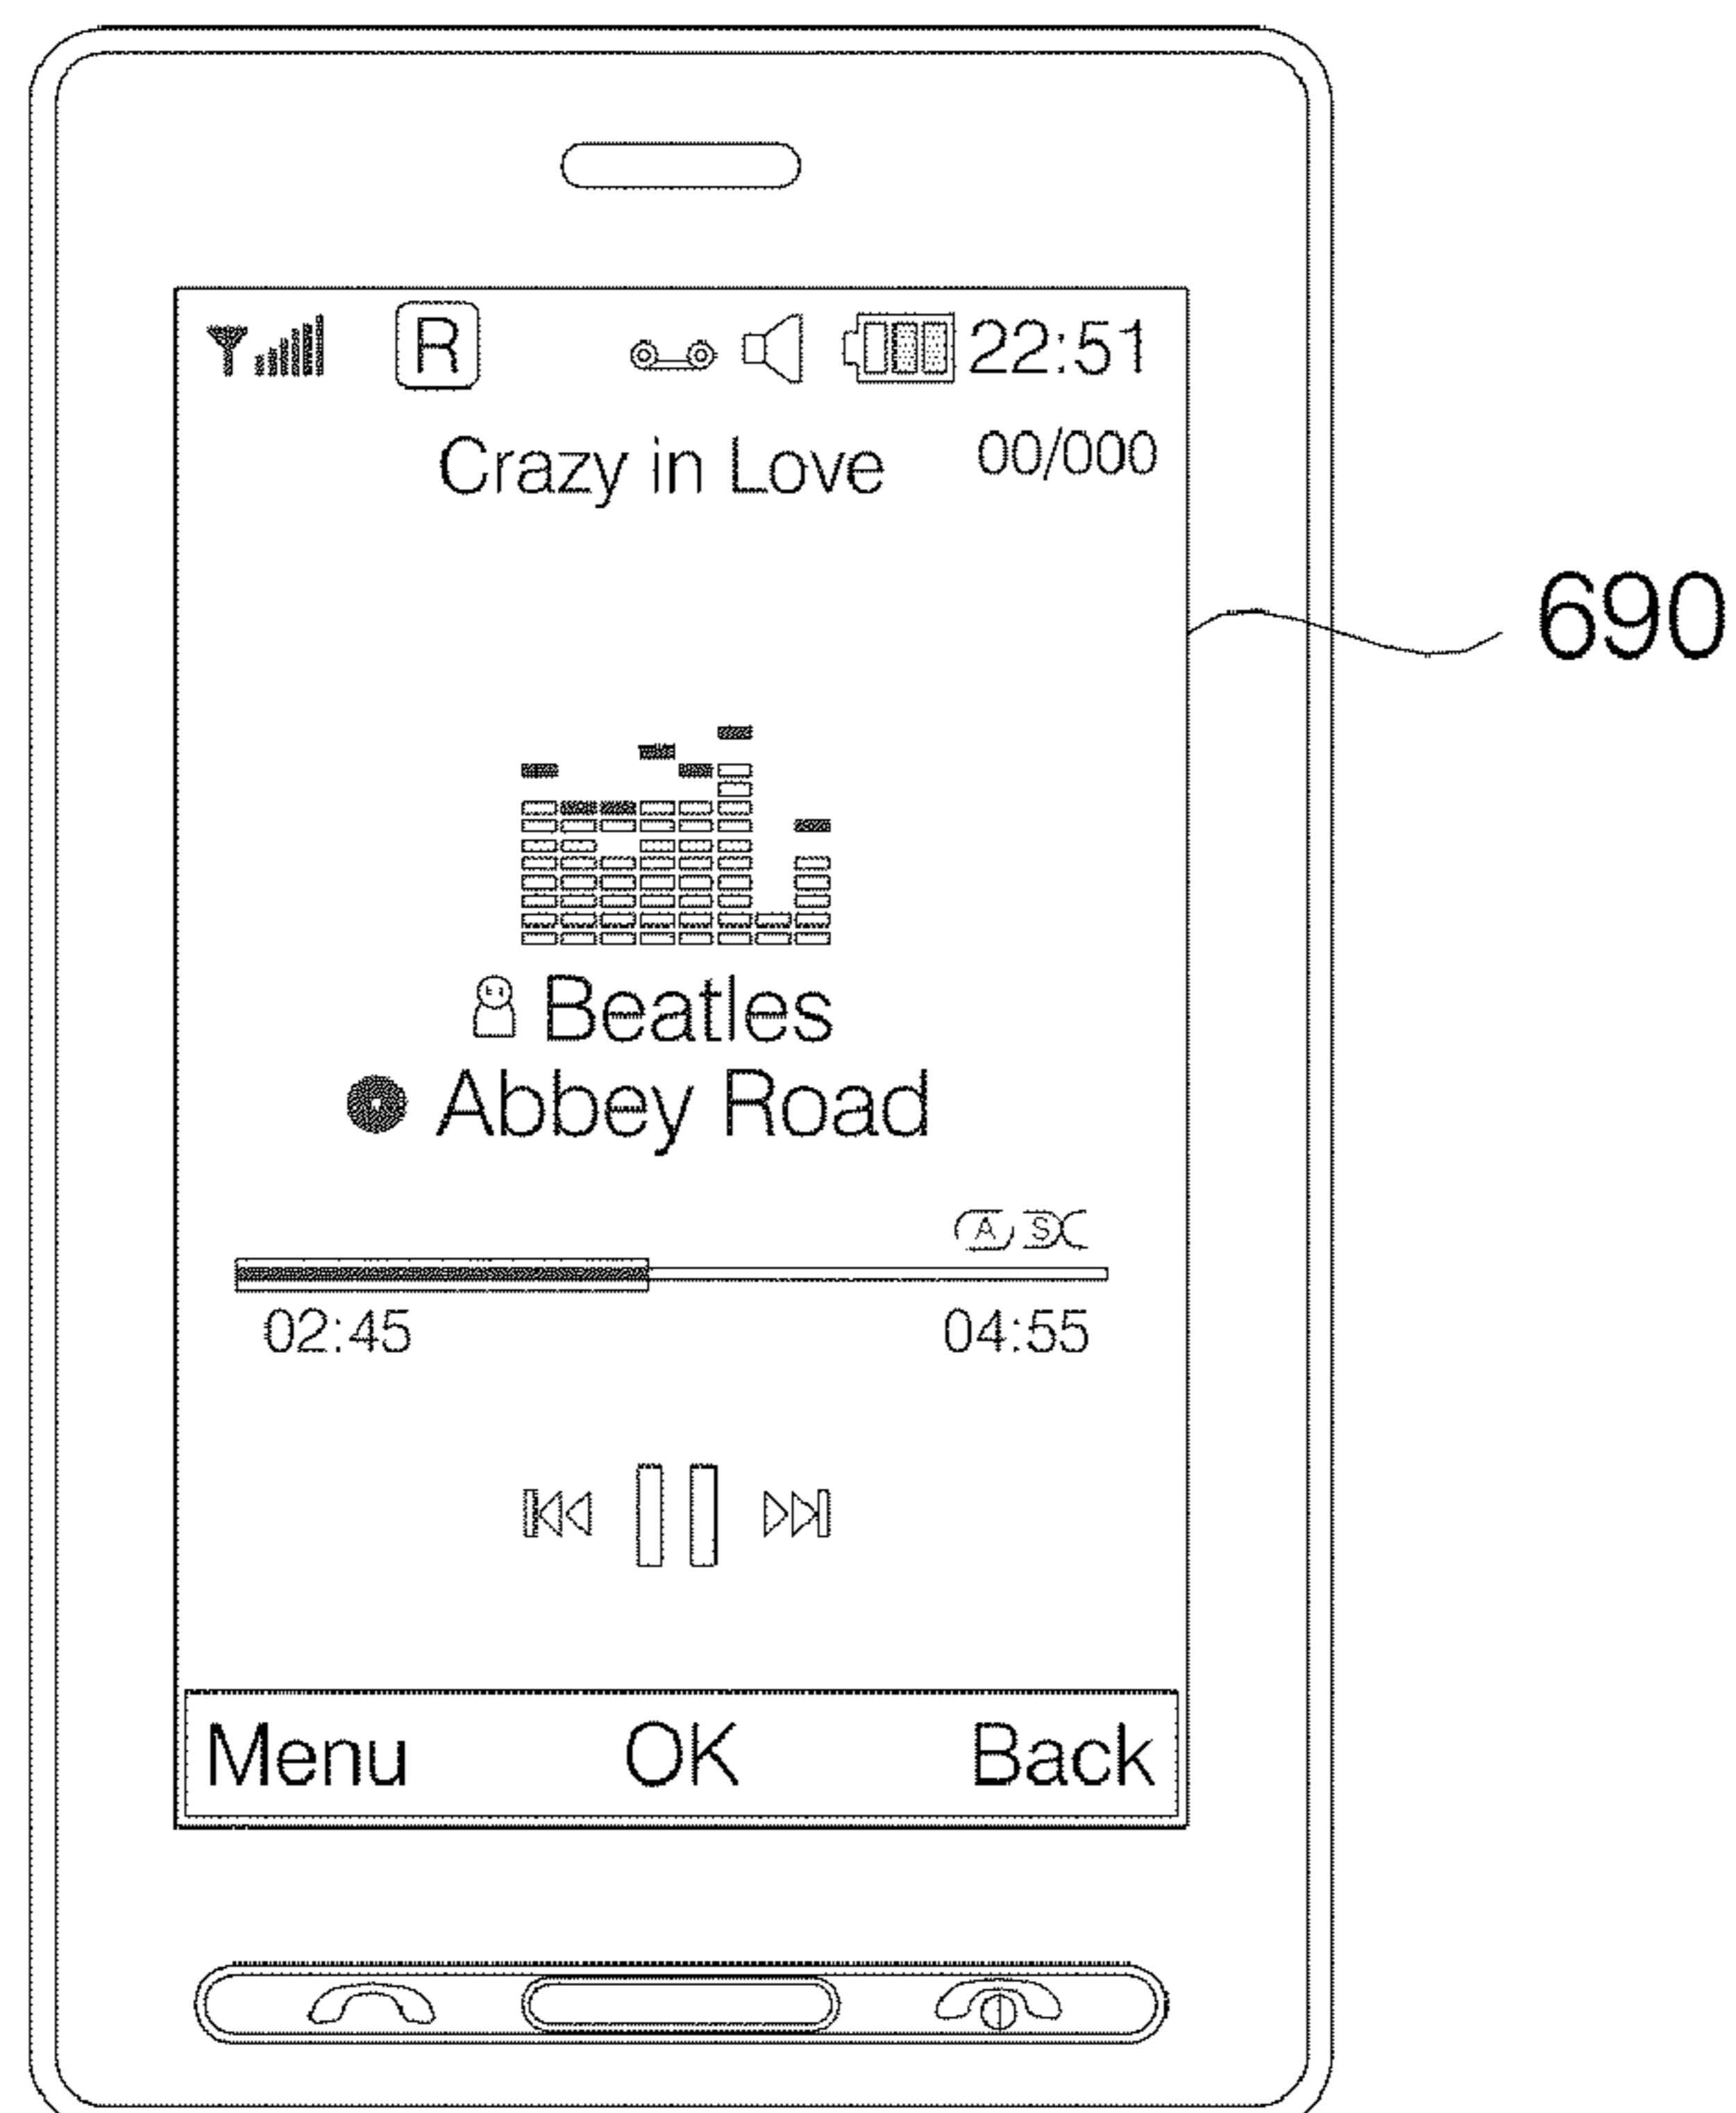 R 22:51
Crazy in Love 00/000
690
Beatles
Abbey Road
A S
02:45 04:55
Menu OK Back